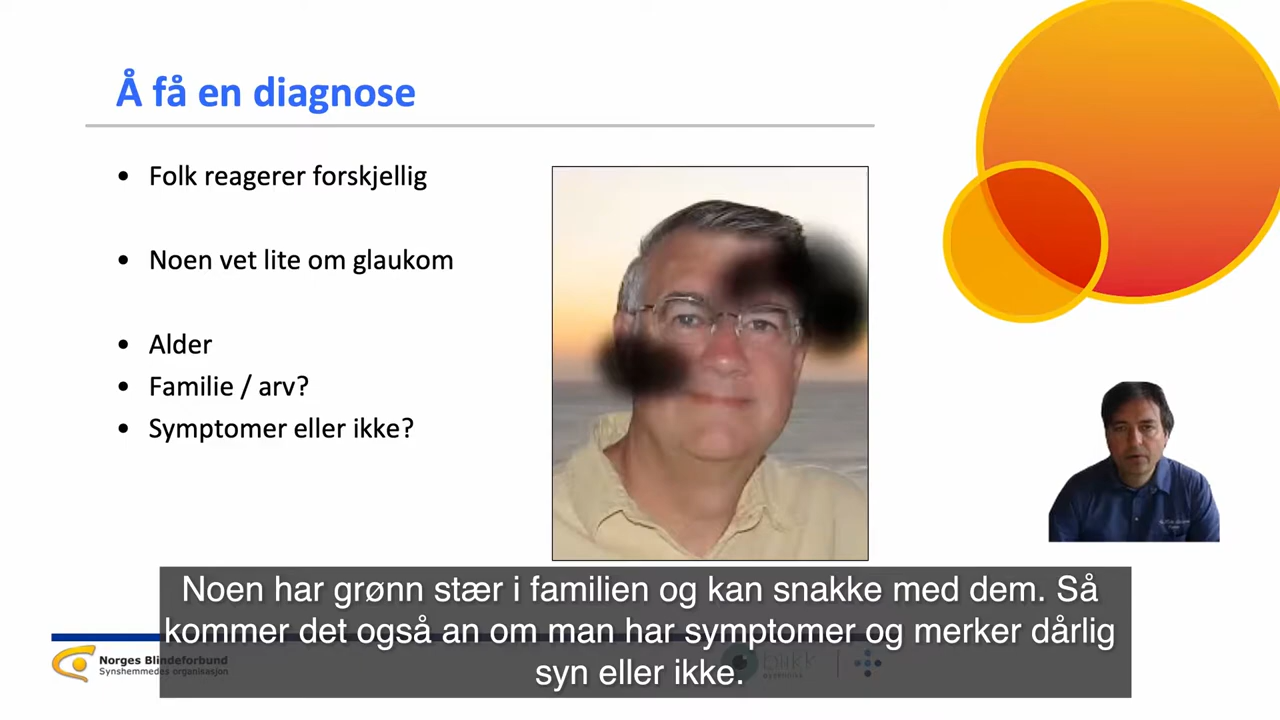 Å få en diagnose
• Folk reagerer forskjellig
• Noen vet lite om glaukom
• Alder
• Familie / arv?
• Symptomer eller ikke?
Noen har grønn stær i familien og kan snakke med dem. Så
kommer det også an om man har symptomer og merker dårlig
syn eller ikke.
Norges Blindeforbund
Synshemmedes organisasjon